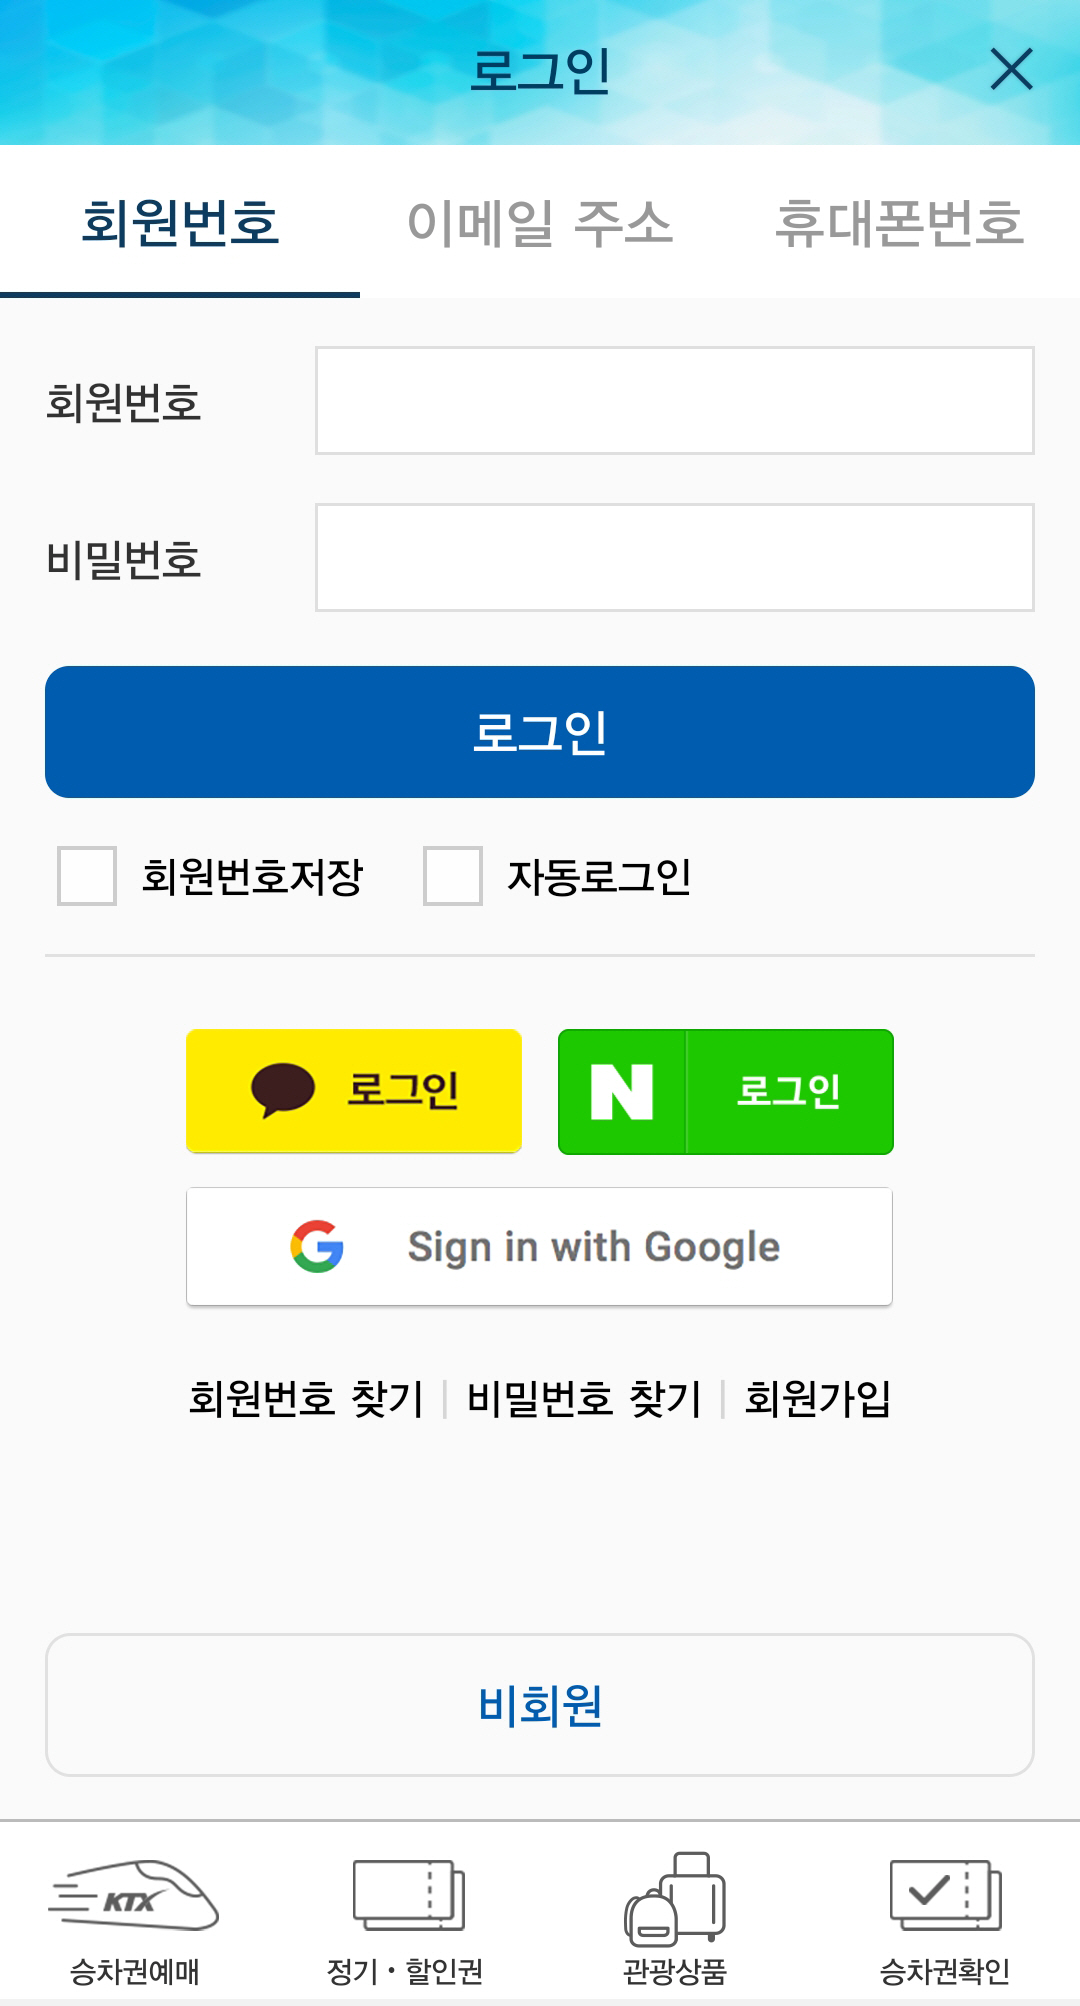 로그인
회원번호 이메일 주소 휴대폰번호
회원번호
비밀번호
로그인
회원번호저장 자동로그인
로그인 N 로그인
G Sign in with Google
회원번호 찾기 | 비밀번호 찾기 | 회원가입
비회원
KTX
승차권예매 정기·할인권 관광상품 승차권확인